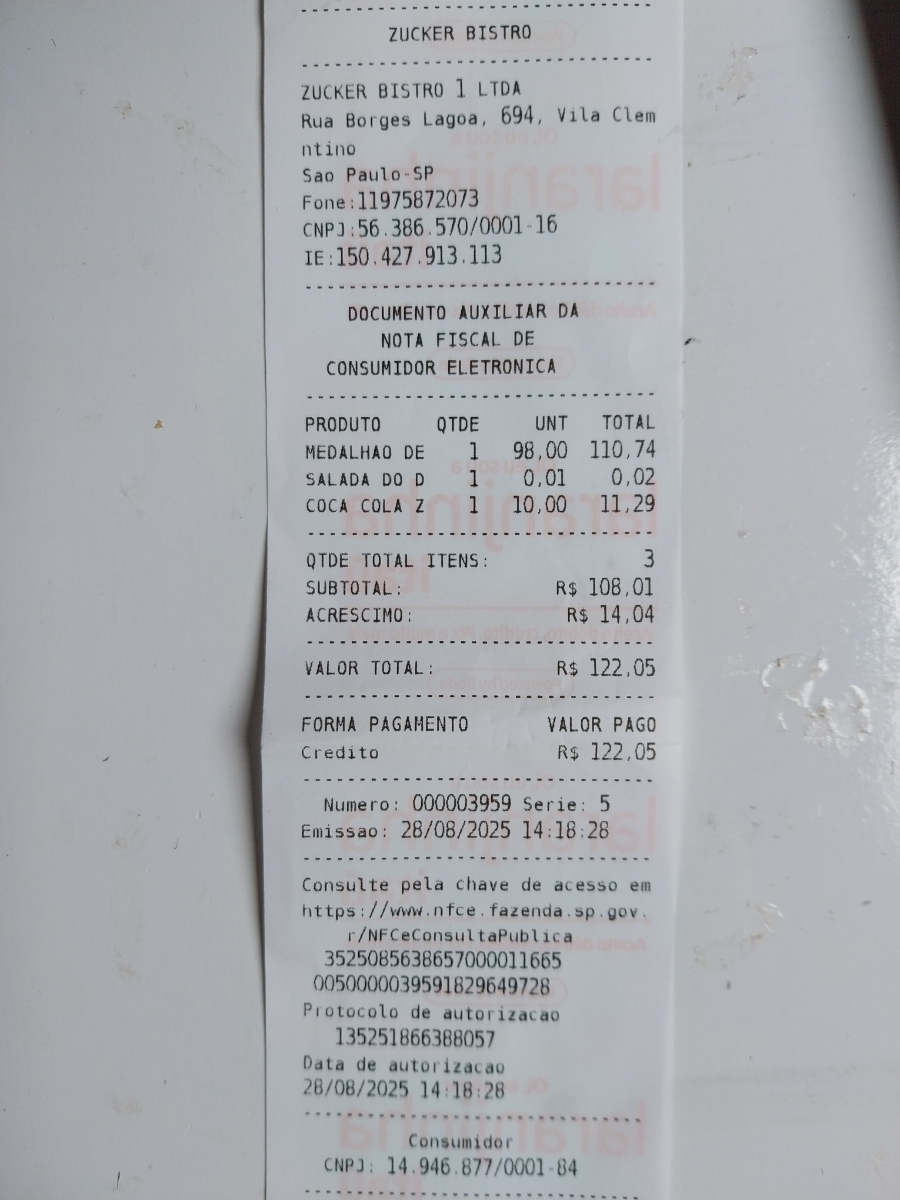 ZUCKER BISTRO
ZUCKER BISTRO 1 LTDA
Rua Borges Lagoa, 694, Vila Clem
ntino
Sao Paulo-SP
Fone:11975872073
CNPJ:56.386.570/0001-16
IE:150.427.913.113
DOCUMENTO AUXILIAR DA
NOTA FISCAL DE
CONSUMIDOR ELETRONICA
PRODUTO QTDE UNT TOTAL
MEDALHAO DE 1 98,00 110,74
SALADA DO D 1 0,01 0,02
COCA COLA Z 1 10,00 11,29
QTDE TOTAL ITENS: 3
SUBTOTAL: R$ 108,01
ACRESCIMO: R$ 14,04
VALOR TOTAL: R$ 122,05
FORMA PAGAMENTO VALOR PAGO
Credito R$ 122,05
Numero: 000003959 Serie: 5
Emissao: 28/08/2025 14:18:28
Consulte pela chave de acesso em
https://www.nfce.fazenda.sp.gov.
r/NFCeConsultaPublica
3525085638657000011665
0050000039591829649728
Protocolo de autorizacao
135251866388057
Data de autorizacao
28/08/2025 14:18:28
Consumidor
CNPJ: 14.946.877/0001-84